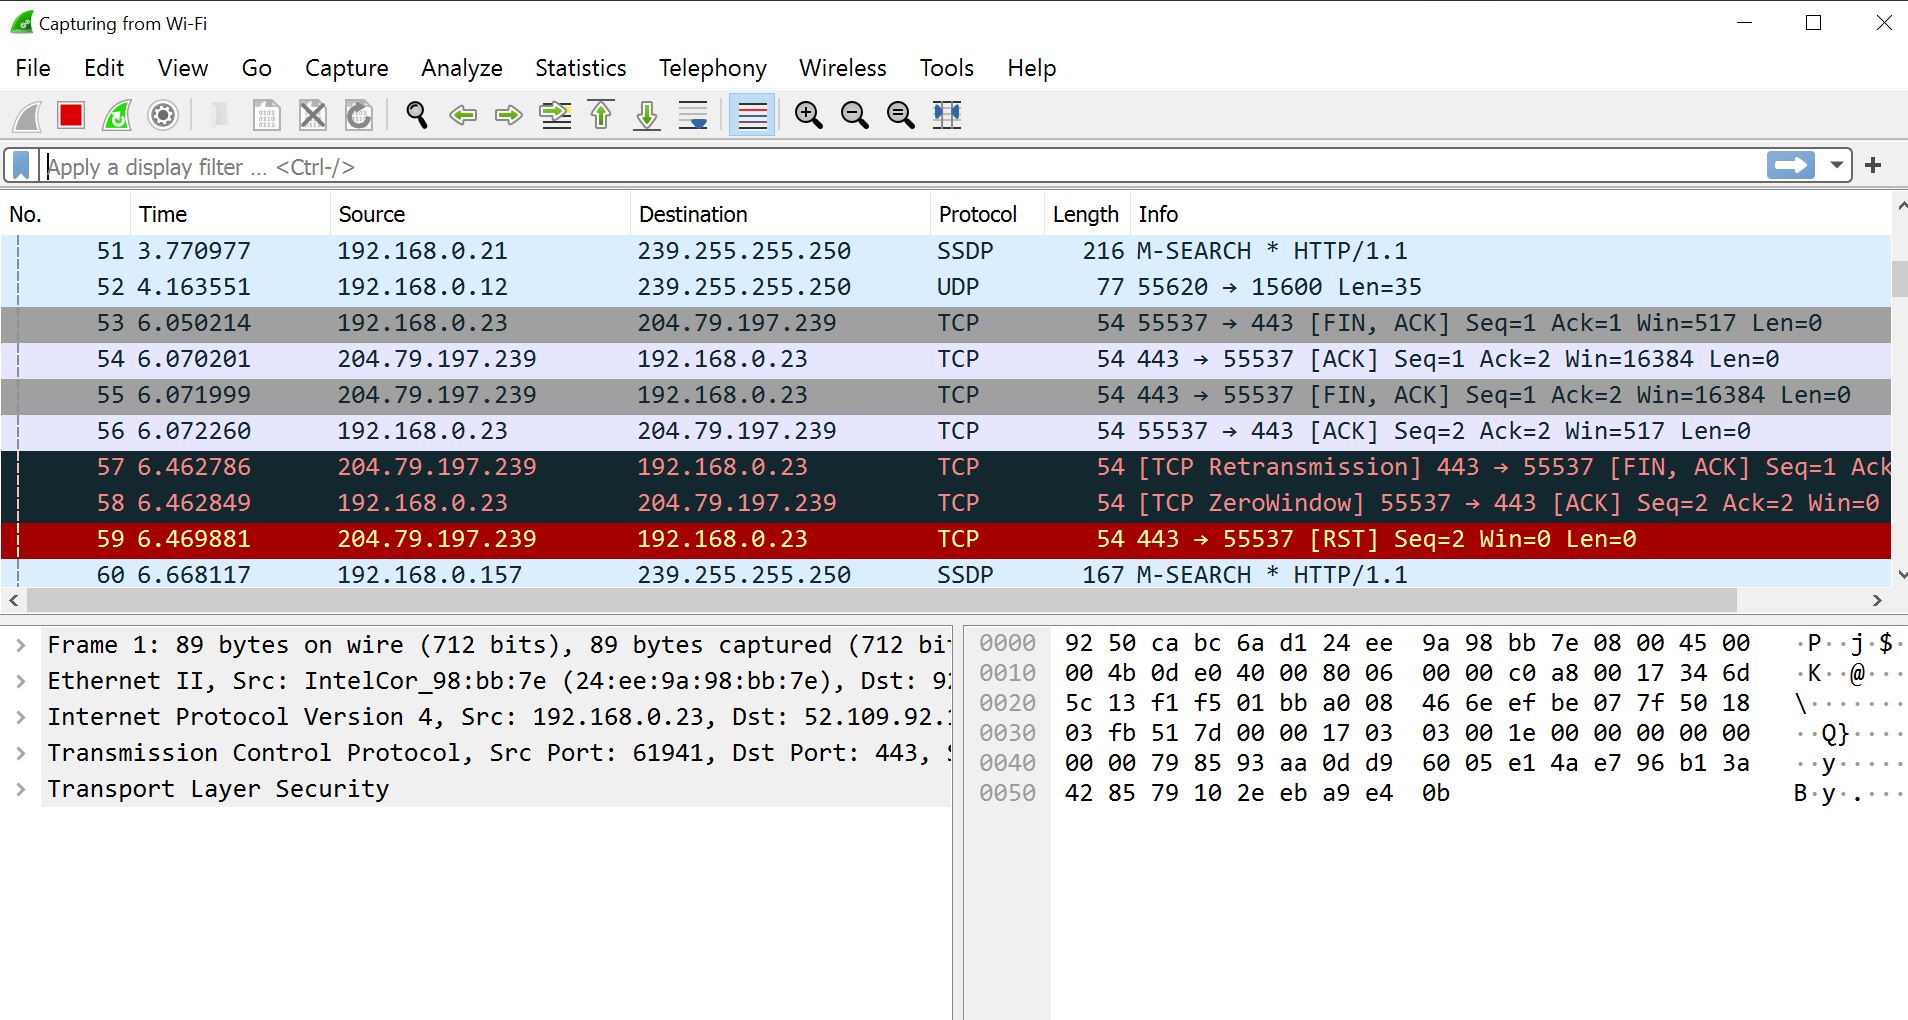 Capturing from Wi-Fi
File Edit View Go Capture Analyze Statistics Telephony Wireless Tools Help
Apply a display filter ... <Ctrl-/>
No. Time Source Destination Protocol Length Info
51 3.770977 192.168.0.21 239.255.255.250 SSDP 216 M-SEARCH * HTTP/1.1
52 4.163551 192.168.0.12 239.255.255.250 UDP 77 55620 → 15600 Len=35
53 6.050214 192.168.0.23 204.79.197.239 TCP 54 55537 → 443 [FIN, ACK] Seq=1 Ack=1 Win=517 Len=0
54 6.070201 204.79.197.239 192.168.0.23 TCP 54 443 → 55537 [ACK] Seq=1 Ack=2 Win=16384 Len=0
55 6.071999 204.79.197.239 192.168.0.23 TCP 54 443 → 55537 [FIN, ACK] Seq=1 Ack=2 Win=16384 Len=0
56 6.072260 192.168.0.23 204.79.197.239 TCP 54 55537 → 443 [ACK] Seq=2 Ack=2 Win=517 Len=0
57 6.462786 204.79.197.239 192.168.0.23 TCP 54 [TCP Retransmission] 443 → 55537 [FIN, ACK] Seq=1 Ack
58 6.462849 192.168.0.23 204.79.197.239 TCP 54 [TCP ZeroWindow] 55537 → 443 [ACK] Seq=2 Ack=2 Win=0
59 6.469881 204.79.197.239 192.168.0.23 TCP 54 443 → 55537 [RST] Seq=2 Win=0 Len=0
60 6.668117 192.168.0.157 239.255.255.250 SSDP 167 M-SEARCH * HTTP/1.1
Frame 1: 89 bytes on wire (712 bits), 89 bytes captured (712 bi
Ethernet II, Src: IntelCor_98:bb:7e (24:ee:9a:98:bb:7e), Dst: 92
Internet Protocol Version 4, Src: 192.168.0.23, Dst: 52.109.92.
Transmission Control Protocol, Src Port: 61941, Dst Port: 443,
Transport Layer Security
0000 92 50 ca bc 6a d1 24 ee 9a 98 bb 7e 08 00 45 00 ·P··j·$·
0010 00 4b 0d e0 40 00 80 06 00 00 c0 a8 00 17 34 6d ·K··@···
0020 5c 13 f1 f5 01 bb a0 08 46 6e ef be 07 7f 50 18 \·······
0030 03 fb 51 7d 00 00 17 03 03 00 1e 00 00 00 00 00 ··Q}····
0040 00 00 79 85 93 aa 0d d9 60 05 e1 4a e7 96 b1 3a ··y·····
0050 42 85 79 10 2e eb a9 e4 0b B·y·.···